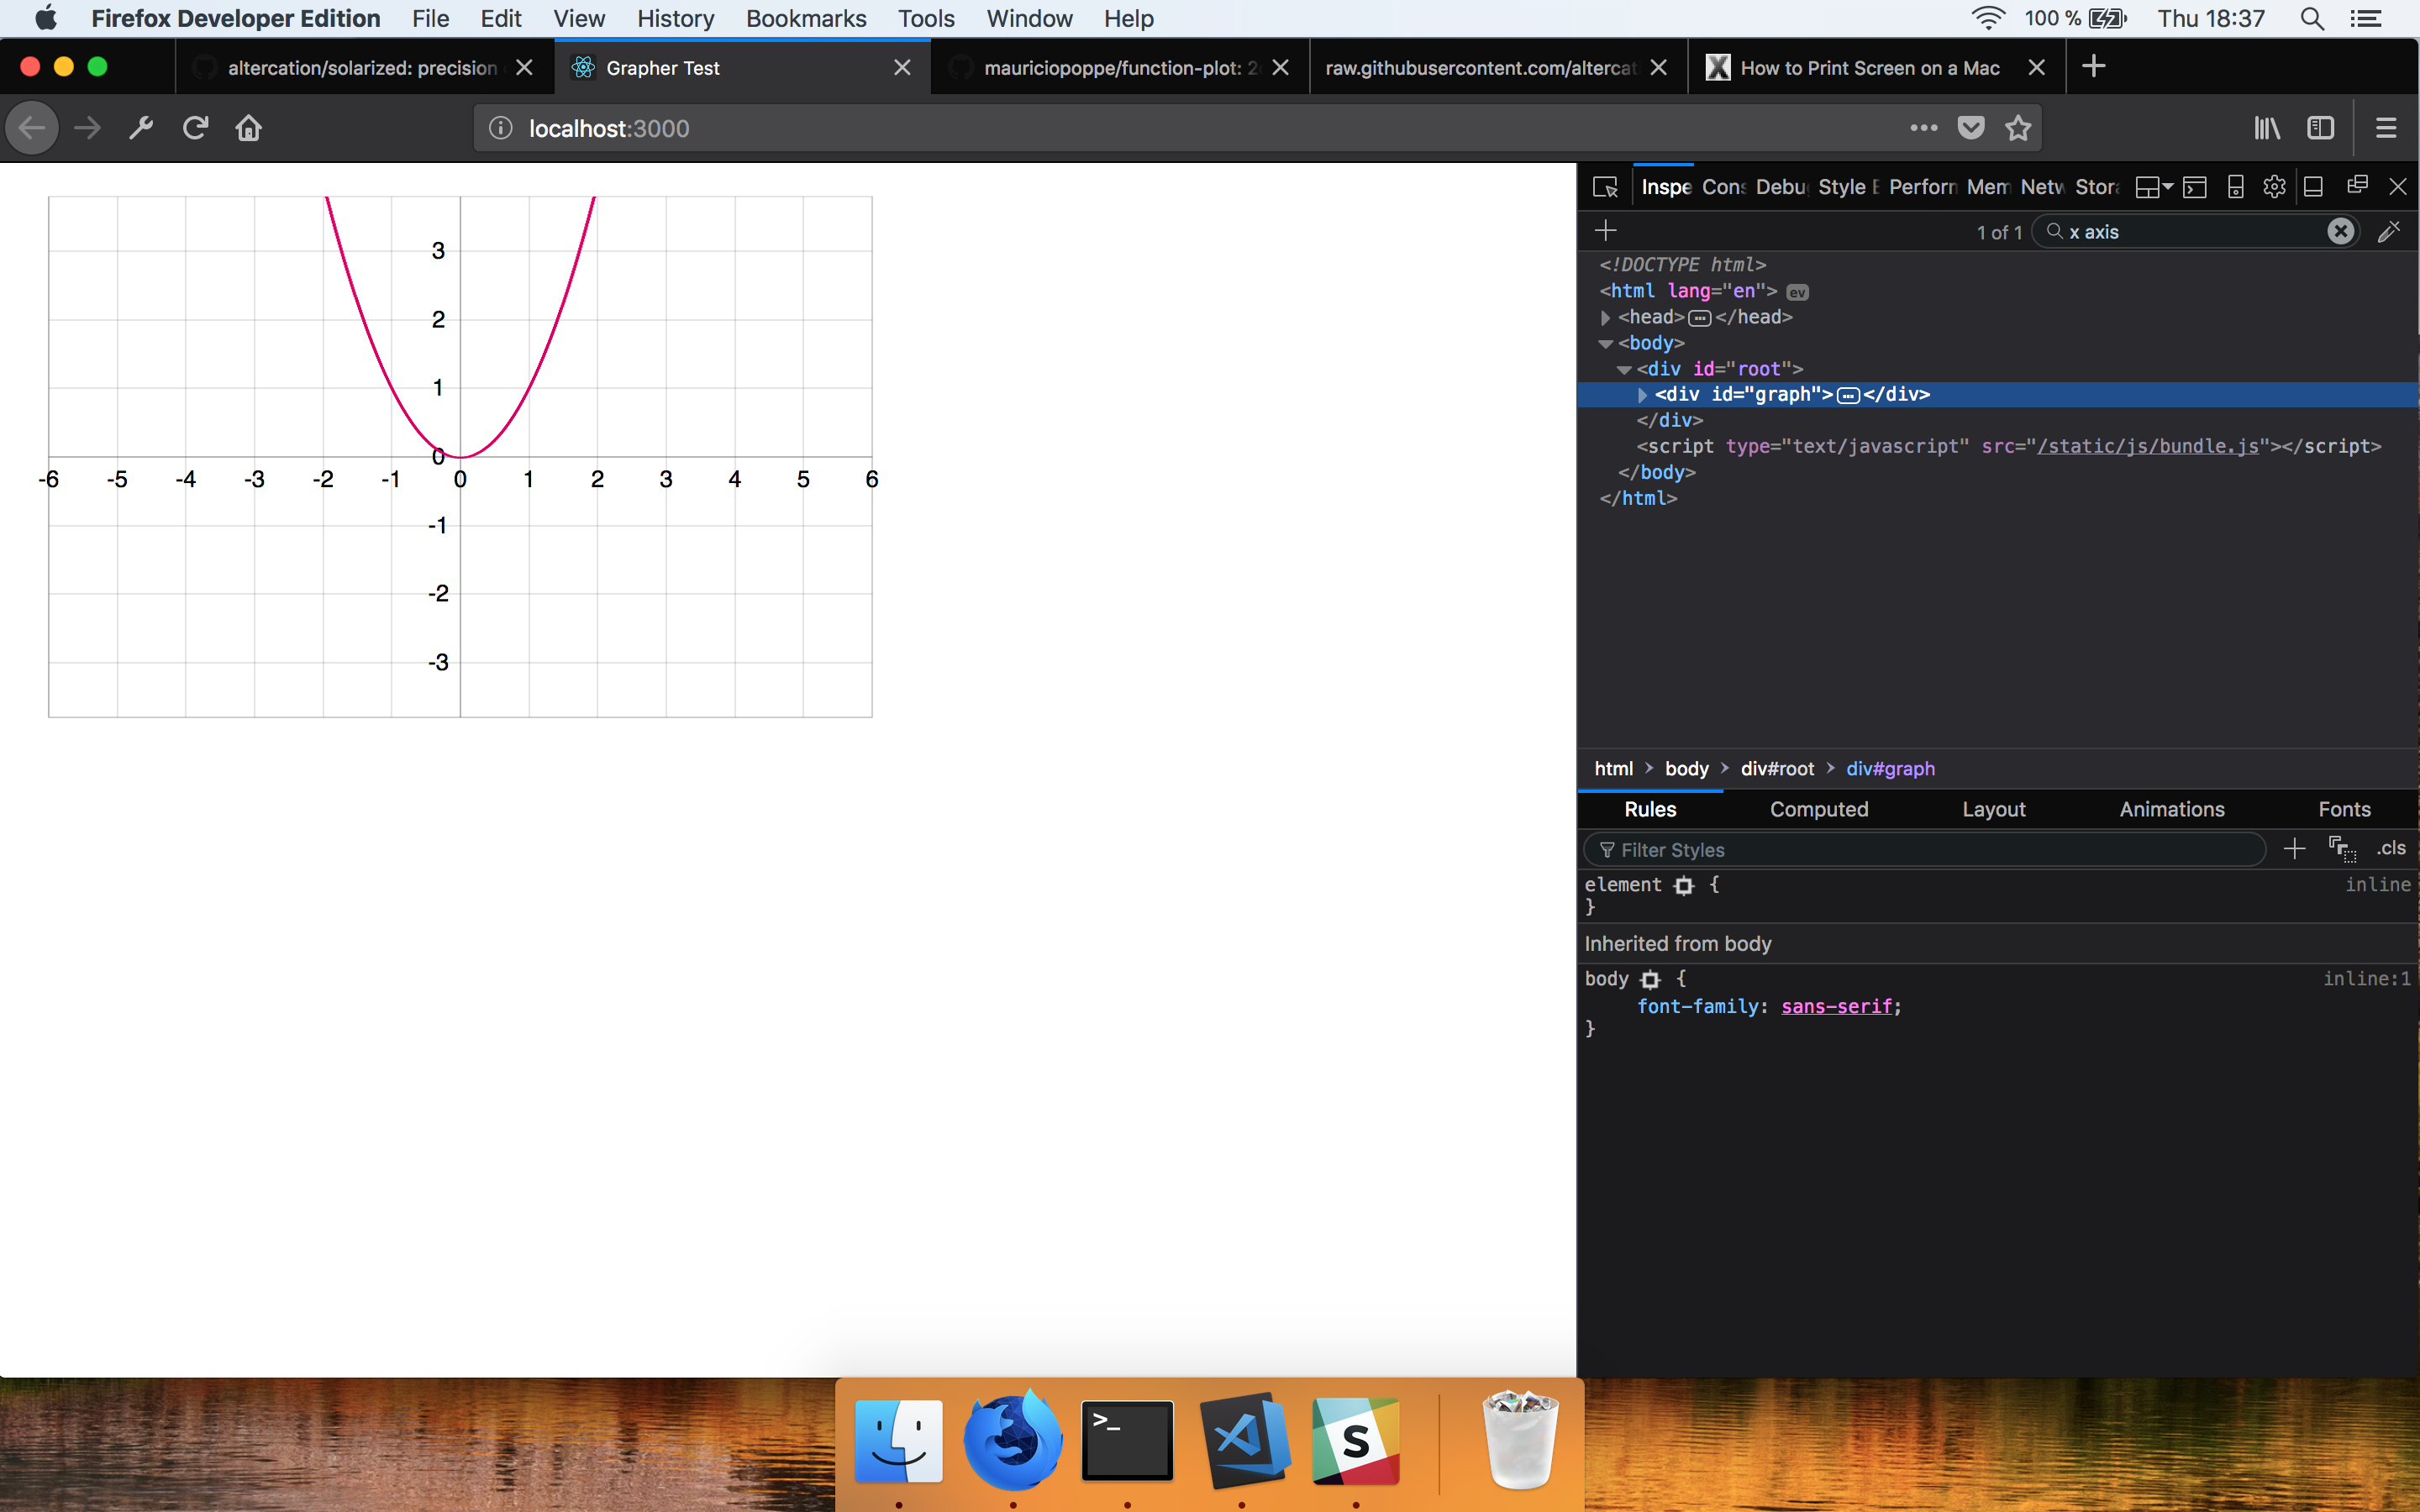 Firefox Developer Edition File Edit View History Bookmarks Tools Window Help 100 % Thu 18:37
altercation/solarized: precision Grapher Test mauriciopoppe/function-plot: 2 raw.githubusercontent.com/altercat How to Print Screen on a Mac
localhost:3000
Inspe Cons Debu Style E Perforn Mem Netw Stora
1 of 1 x axis
<!DOCTYPE html>
<html lang="en"> ev
<head>…</head>
<body>
<div id="root">
<div id="graph">…</div>
</div>
<script type="text/javascript" src="/static/js/bundle.js"></script>
</body>
</html>
3
2
1
0
-6 -5 -4 -3 -2 -1 0 1 2 3 4 5 6
-1
-2
-3
html > body > div#root > div#graph
Rules Computed Layout Animations Fonts
Filter Styles .cls
element { inline
}
Inherited from body
body { inline:1
font-family: sans-serif;
}
>_
S